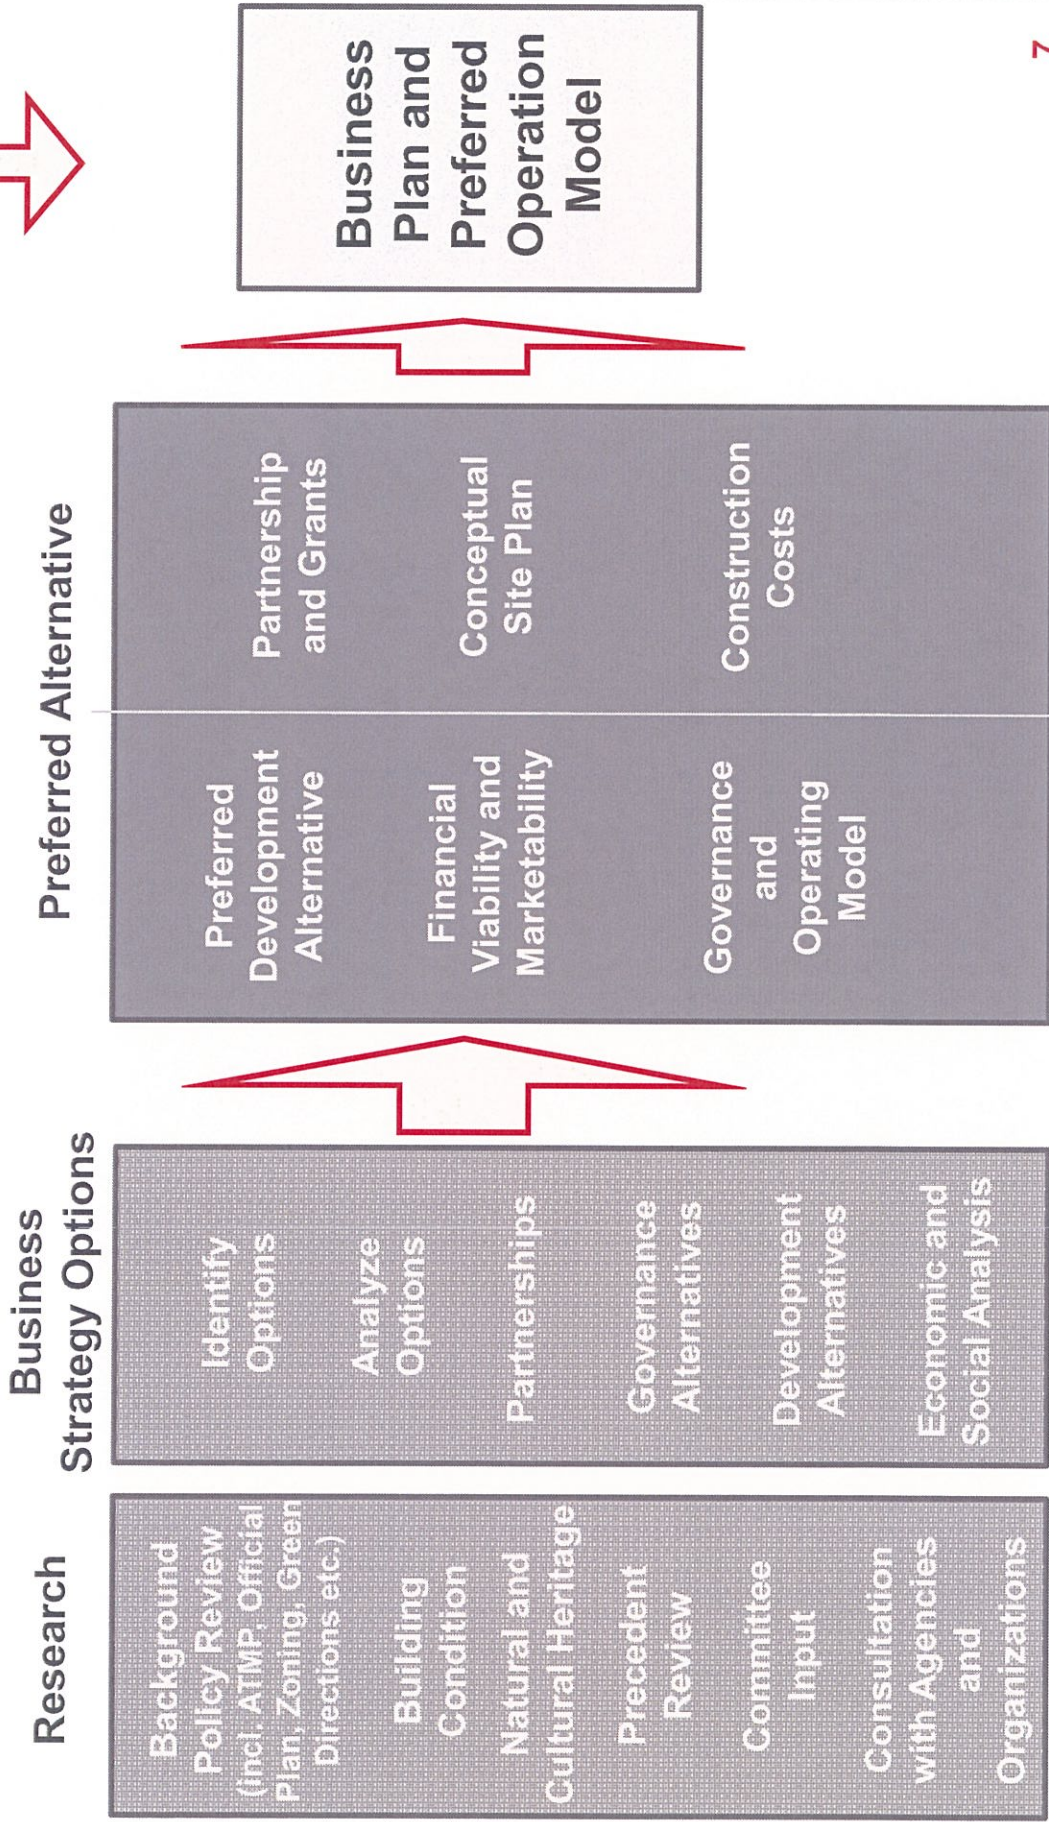 Research
Background
Policy Review
(incl. ATMP, Official
Plan, Zoning, Green
Directions etc.)
Building
Condition
Natural and
Cultural Heritage
Precedent
Review
Committee
Input
Consultation
with Agencies
and
Organizations
Business
Strategy Options
Identify
Options
Analyze
Options
Partnerships
Governance
Alternatives
Development
Alternatives
Economic and
Social Analysis
Preferred Alternative
Preferred
Development
Alternative
Financial
Viability and
Marketability
Governance
and
Operating
Model
Partnership
and Grants
Conceptual
Site Plan
Construction
Costs
Business
Plan and
Preferred
Operation
Model
7